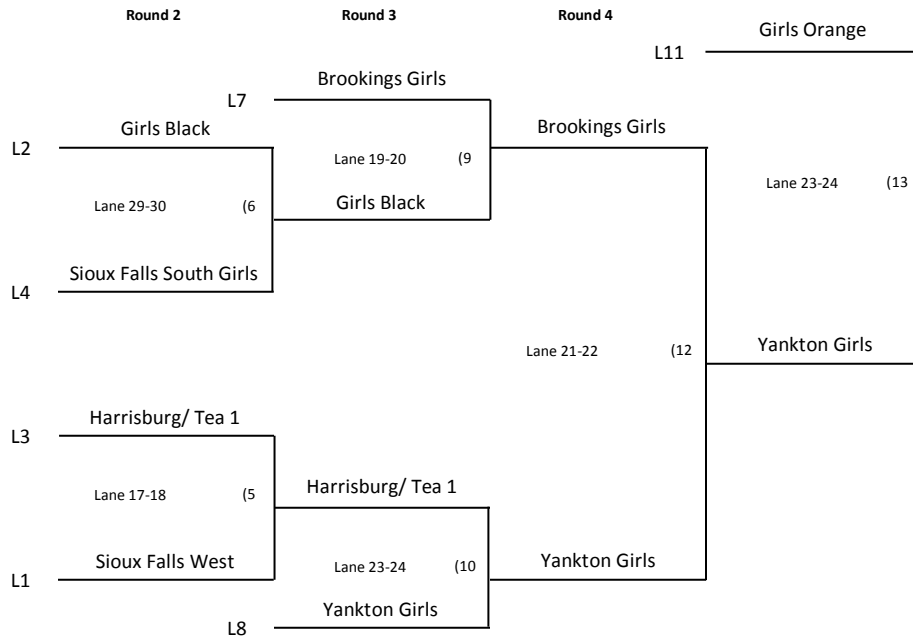 Round 2 Round 3 Round 4
Girls Orange
L11
Brookings Girls
L7
Girls Black Brookings Girls
L2
Lane 19-20 (9
Lane 23-24 (13
Girls Black
Lane 29-30 (6
Sioux Falls South Girls
L4
Lane 21-22 (12
Yankton Girls
Harrisburg/ Tea 1
L3
Harrisburg/ Tea 1
Lane 17-18 (5
Sioux Falls West Yankton Girls
Lane 23-24 (10
L1
Yankton Girls
L8